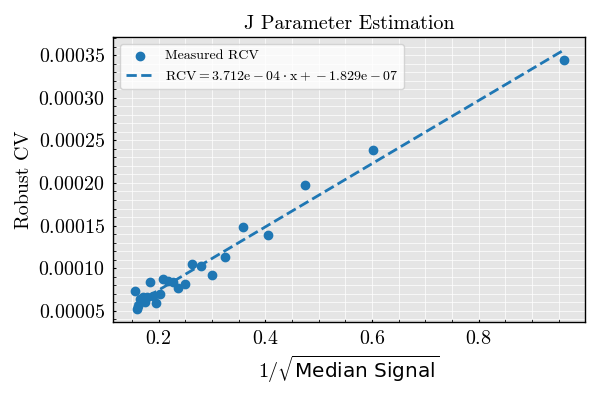 J Parameter Estimation
Measured RCV
RCV = 3.712e − 04 · x + −1.829e − 07
Robust CV
0.00035
0.00030
0.00025
0.00020
0.00015
0.00010
0.00005
0.2 0.4 0.6 0.8
1/√Median Signal